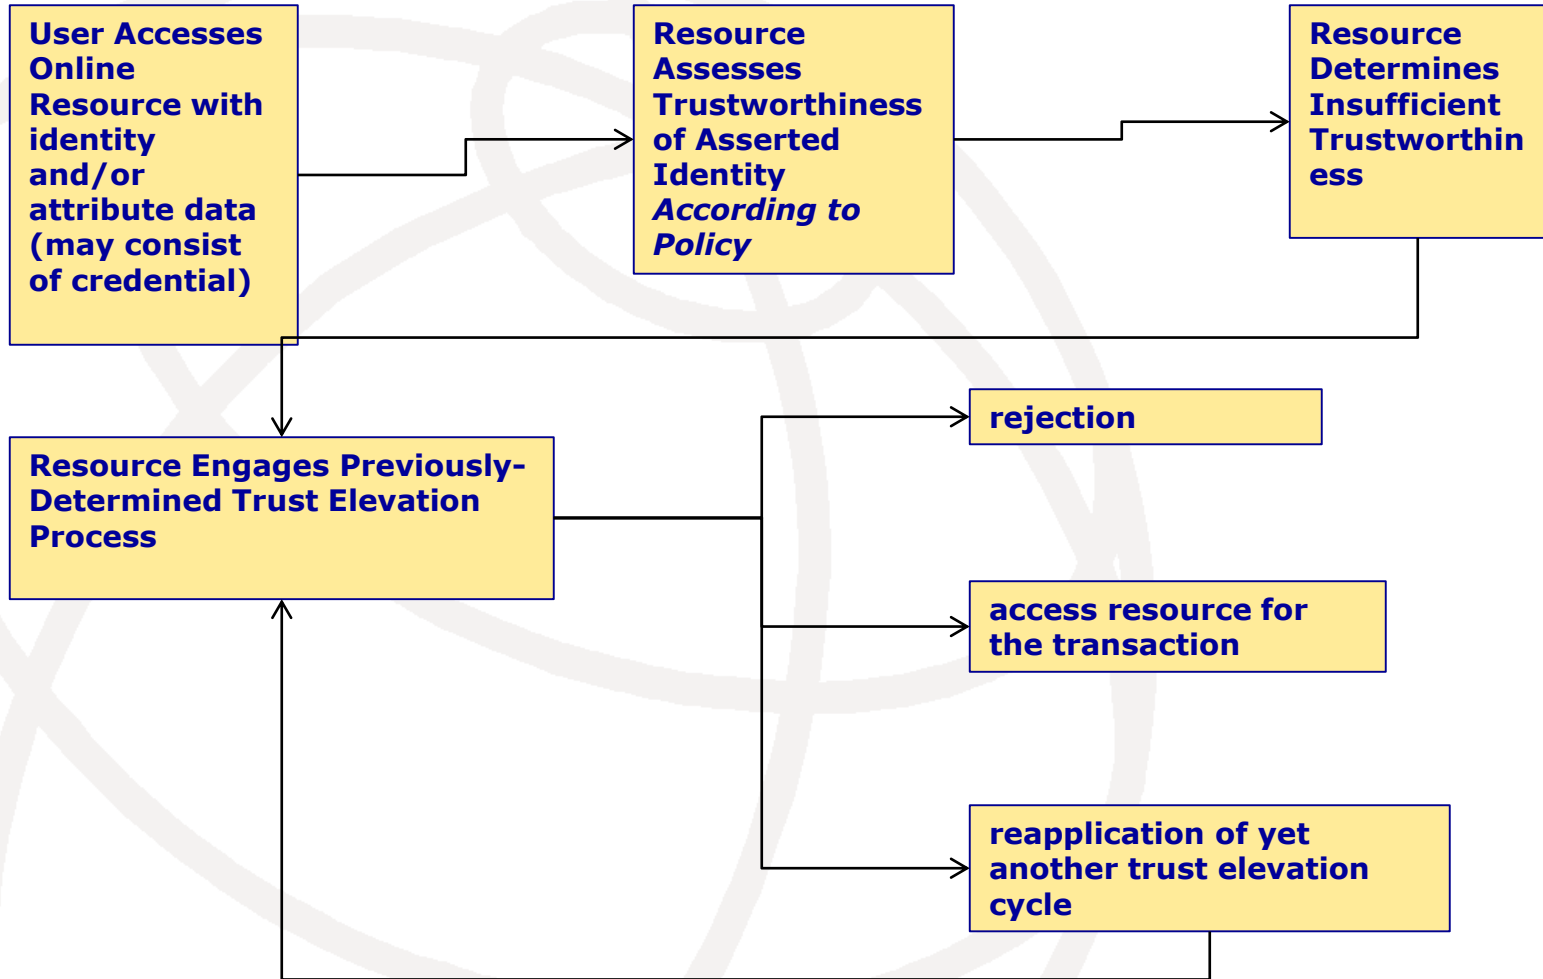 User Accesses
Online
Resource with
identity
and/or
attribute data
(may consist
of credential)
Resource
Assesses
Trustworthiness
of Asserted
Identity
According to
Policy
Resource
Determines
Insufficient
Trustworthin
ess
Resource Engages Previously-
Determined Trust Elevation
Process
rejection
access resource for
the transaction
reapplication of yet
another trust elevation
cycle